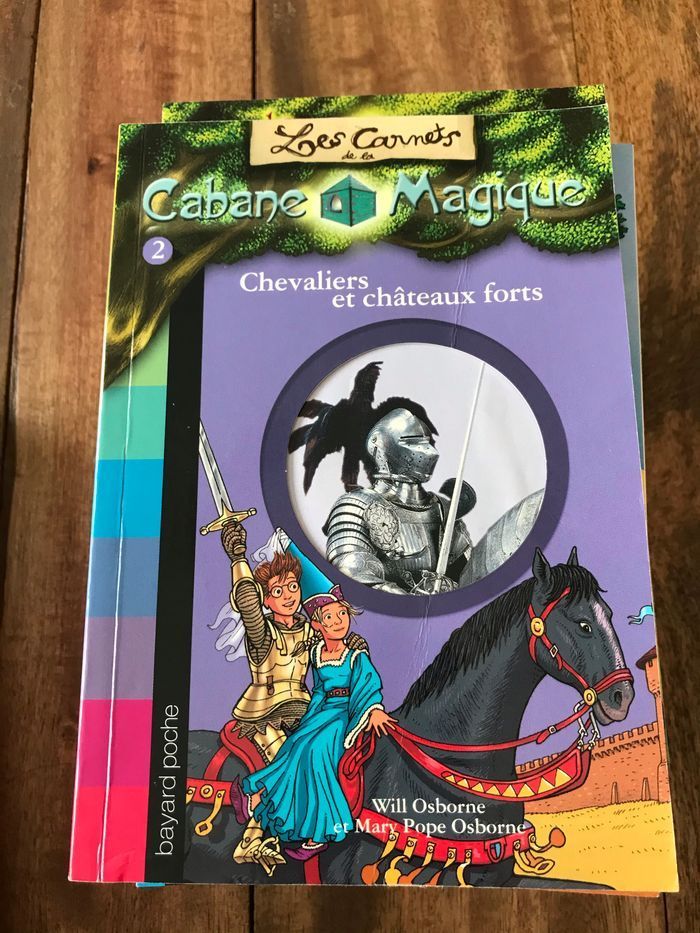 Les Carnets
de la
Cabane Magique
2
Chevaliers
et châteaux forts
Will Osborne
et Mary Pope Osborne
bayard poche